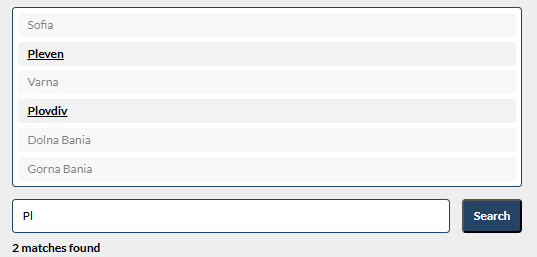 Sofia
Pleven
Varna
Plovdiv
Dolna Bania
Gorna Bania
Pl
Search
2 matches found